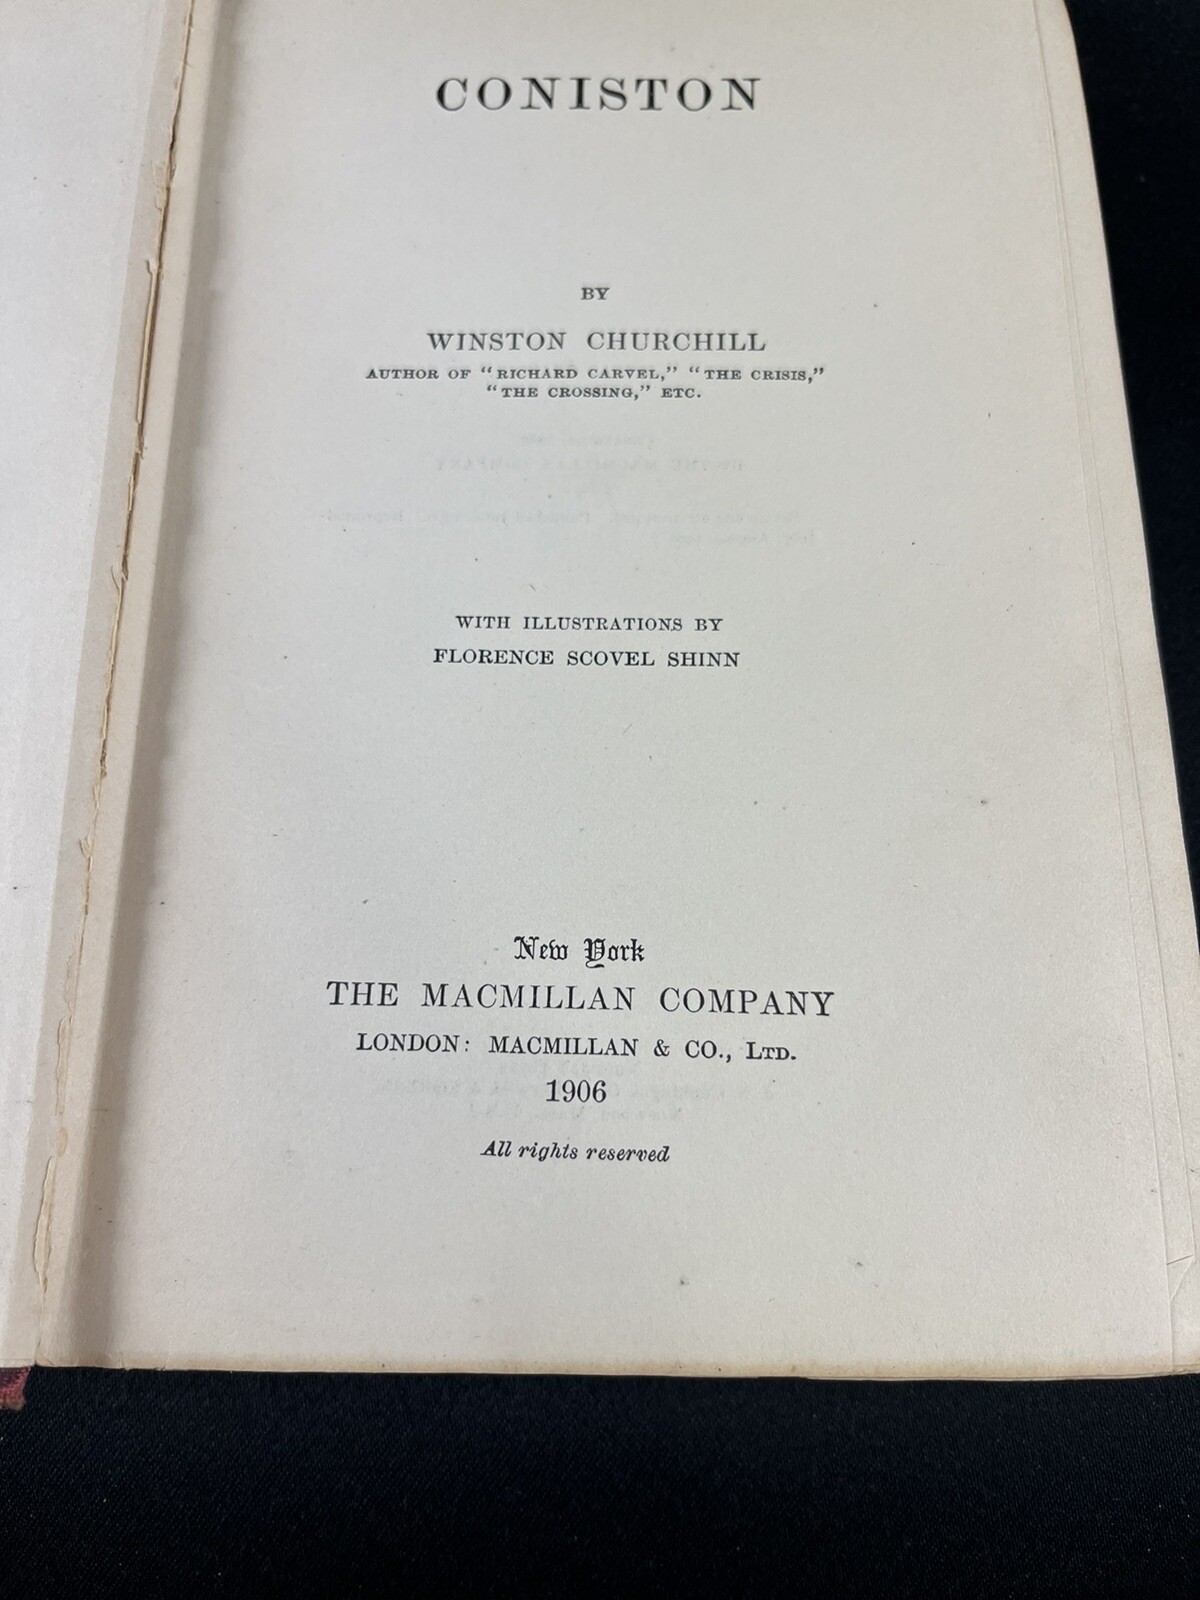 CONISTON
BY
WINSTON CHURCHILL
AUTHOR OF "RICHARD CARVEL," "THE CRISIS,"
"THE CROSSING," ETC.
WITH ILLUSTRATIONS BY
FLORENCE SCOVEL SHINN
New York
THE MACMILLAN COMPANY
LONDON: MACMILLAN & CO., LTD.
1906
All rights reserved